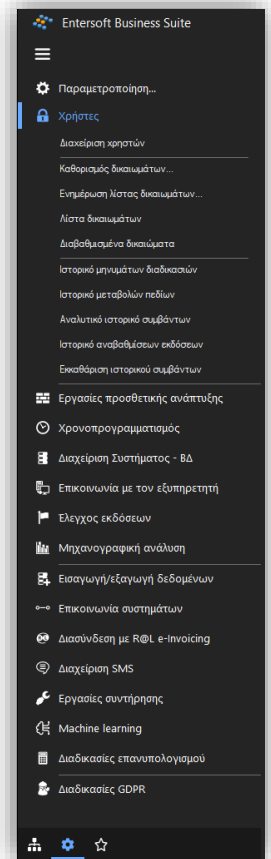 Entersoft Business Suite
Παραμετροποίηση...
Χρήστες
Διαχείριση χρηστών
Καθορισμός δικαιωμάτων...
Ενημέρωση λίστας δικαιωμάτων...
Λίστα δικαιωμάτων
Διαβαθμισμένα δικαιώματα
Ιστορικό μηνυμάτων διαδικασιών
Ιστορικό μεταβολών πεδίων
Αναλυτικό ιστορικό συμβάντων
Ιστορικό αναβαθμίσεων εκδόσεων
Εκκαθάριση ιστορικού συμβάντων
Εργασίες προσθετικής ανάπτυξης
Χρονοπρογραμματισμός
Διαχείριση Συστήματος - ΒΔ
Επικοινωνία με τον εξυπηρετητή
Έλεγχος εκδόσεων
Μηχανογραφική ανάλυση
Εισαγωγή/εξαγωγή δεδομένων
Επικοινωνία συστημάτων
Διασύνδεση με R@L e-Invoicing
Διαχείριση SMS
Εργασίες συντήρησης
Machine learning
Διαδικασίες επανυπολογισμού
Διαδικασίες GDPR